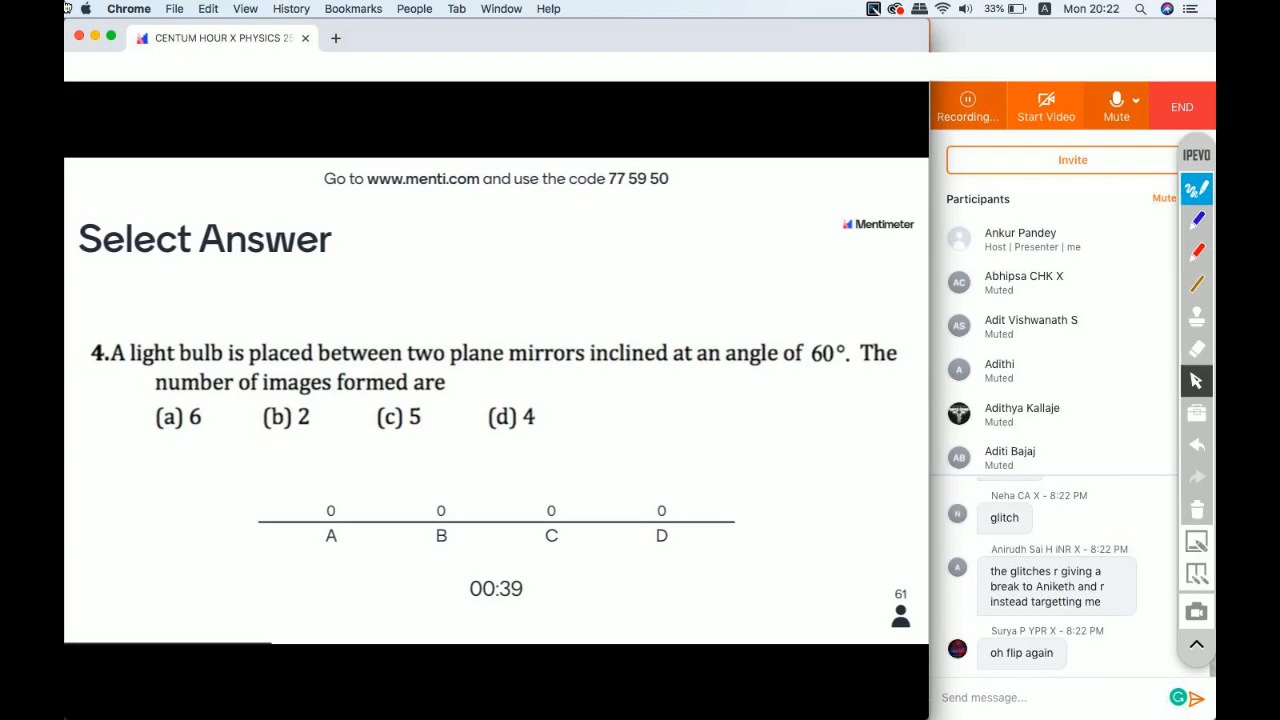 Chrome File Edit View History Bookmarks People Tab Window Help 33% A Mon 20:22
CENTUM HOUR X PHYSICS 25
Go to www.menti.com and use the code 77 59 50
Mentimeter
Select Answer
4.A light bulb is placed between two plane mirrors inclined at an angle of 60°. The
number of images formed are
(a) 6 (b) 2 (c) 5 (d) 4
0 0 0 0
A B C D
00:39
61
Recording... Start Video Mute END
Invite
Participants Mute
Ankur Pandey
Host | Presenter | me
AC Abhipsa CHK X
Muted
AS Adit Vishwanath S
Muted
A Adithi
Muted
Adithya Kallaje
Muted
AB Aditi Bajaj
Muted
Neha CA X - 8:22 PM
N glitch
Anirudh Sai H iNR X - 8:22 PM
A the glitches r giving a
break to Aniketh and r
instead targetting me
Surya P YPR X - 8:22 PM
oh flip again
Send message...
IPEVO